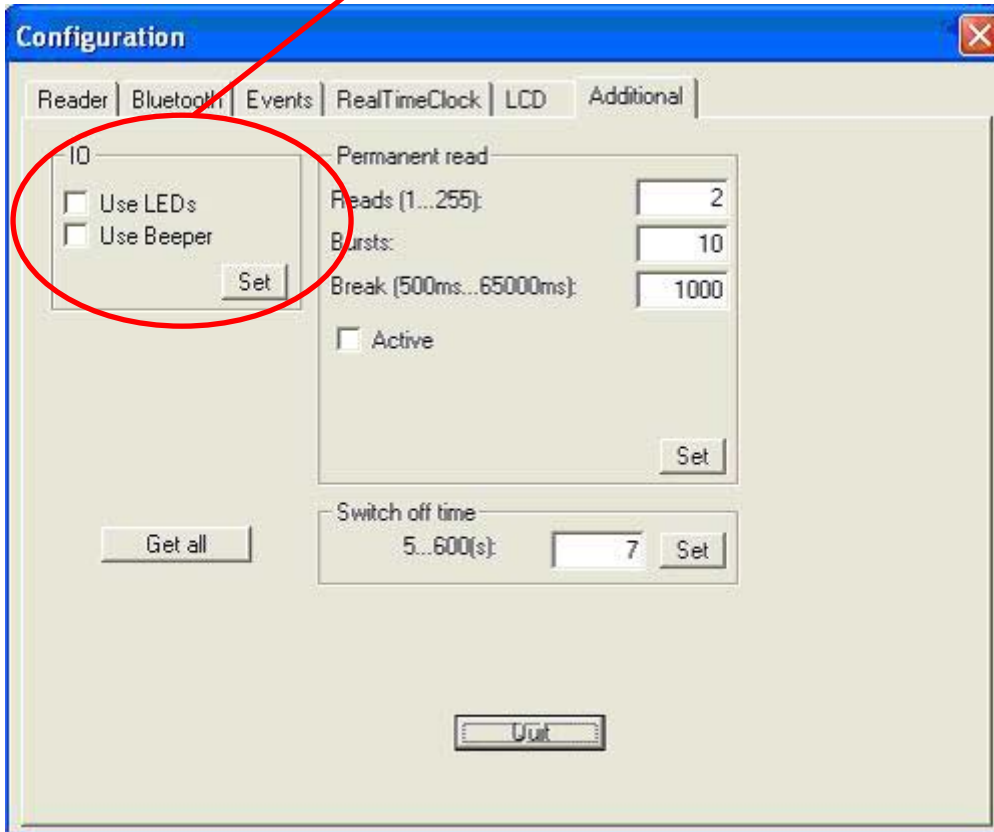 Configuration
Reader Bluetooth Events RealTimeClock LCD Additional
IO
Use LEDs
Use Beeper
Set
Permanent read
Reads (1...255): 2
Bursts: 10
Break (500ms...65000ms): 1000
Active
Set
Get all
Switch off time
5...600(s): 7 Set
Quit